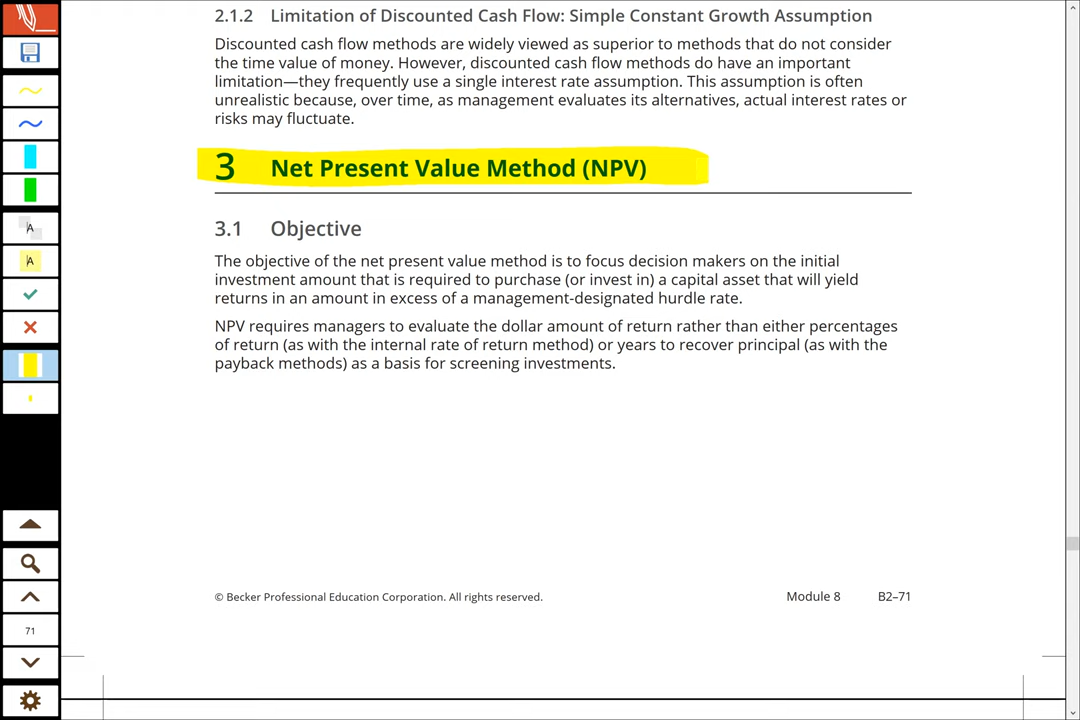 2.1.2 Limitation of Discounted Cash Flow: Simple Constant Growth Assumption
Discounted cash flow methods are widely viewed as superior to methods that do not consider
the time value of money. However, discounted cash flow methods do have an important
limitation—they frequently use a single interest rate assumption. This assumption is often
unrealistic because, over time, as management evaluates its alternatives, actual interest rates or
risks may fluctuate.
3 Net Present Value Method (NPV)
3.1 Objective
The objective of the net present value method is to focus decision makers on the initial
investment amount that is required to purchase (or invest in) a capital asset that will yield
returns in an amount in excess of a management-designated hurdle rate.
NPV requires managers to evaluate the dollar amount of return rather than either percentages
of return (as with the internal rate of return method) or years to recover principal (as with the
payback methods) as a basis for screening investments.
© Becker Professional Education Corporation. All rights reserved. Module 8 B2–71
A
A
71